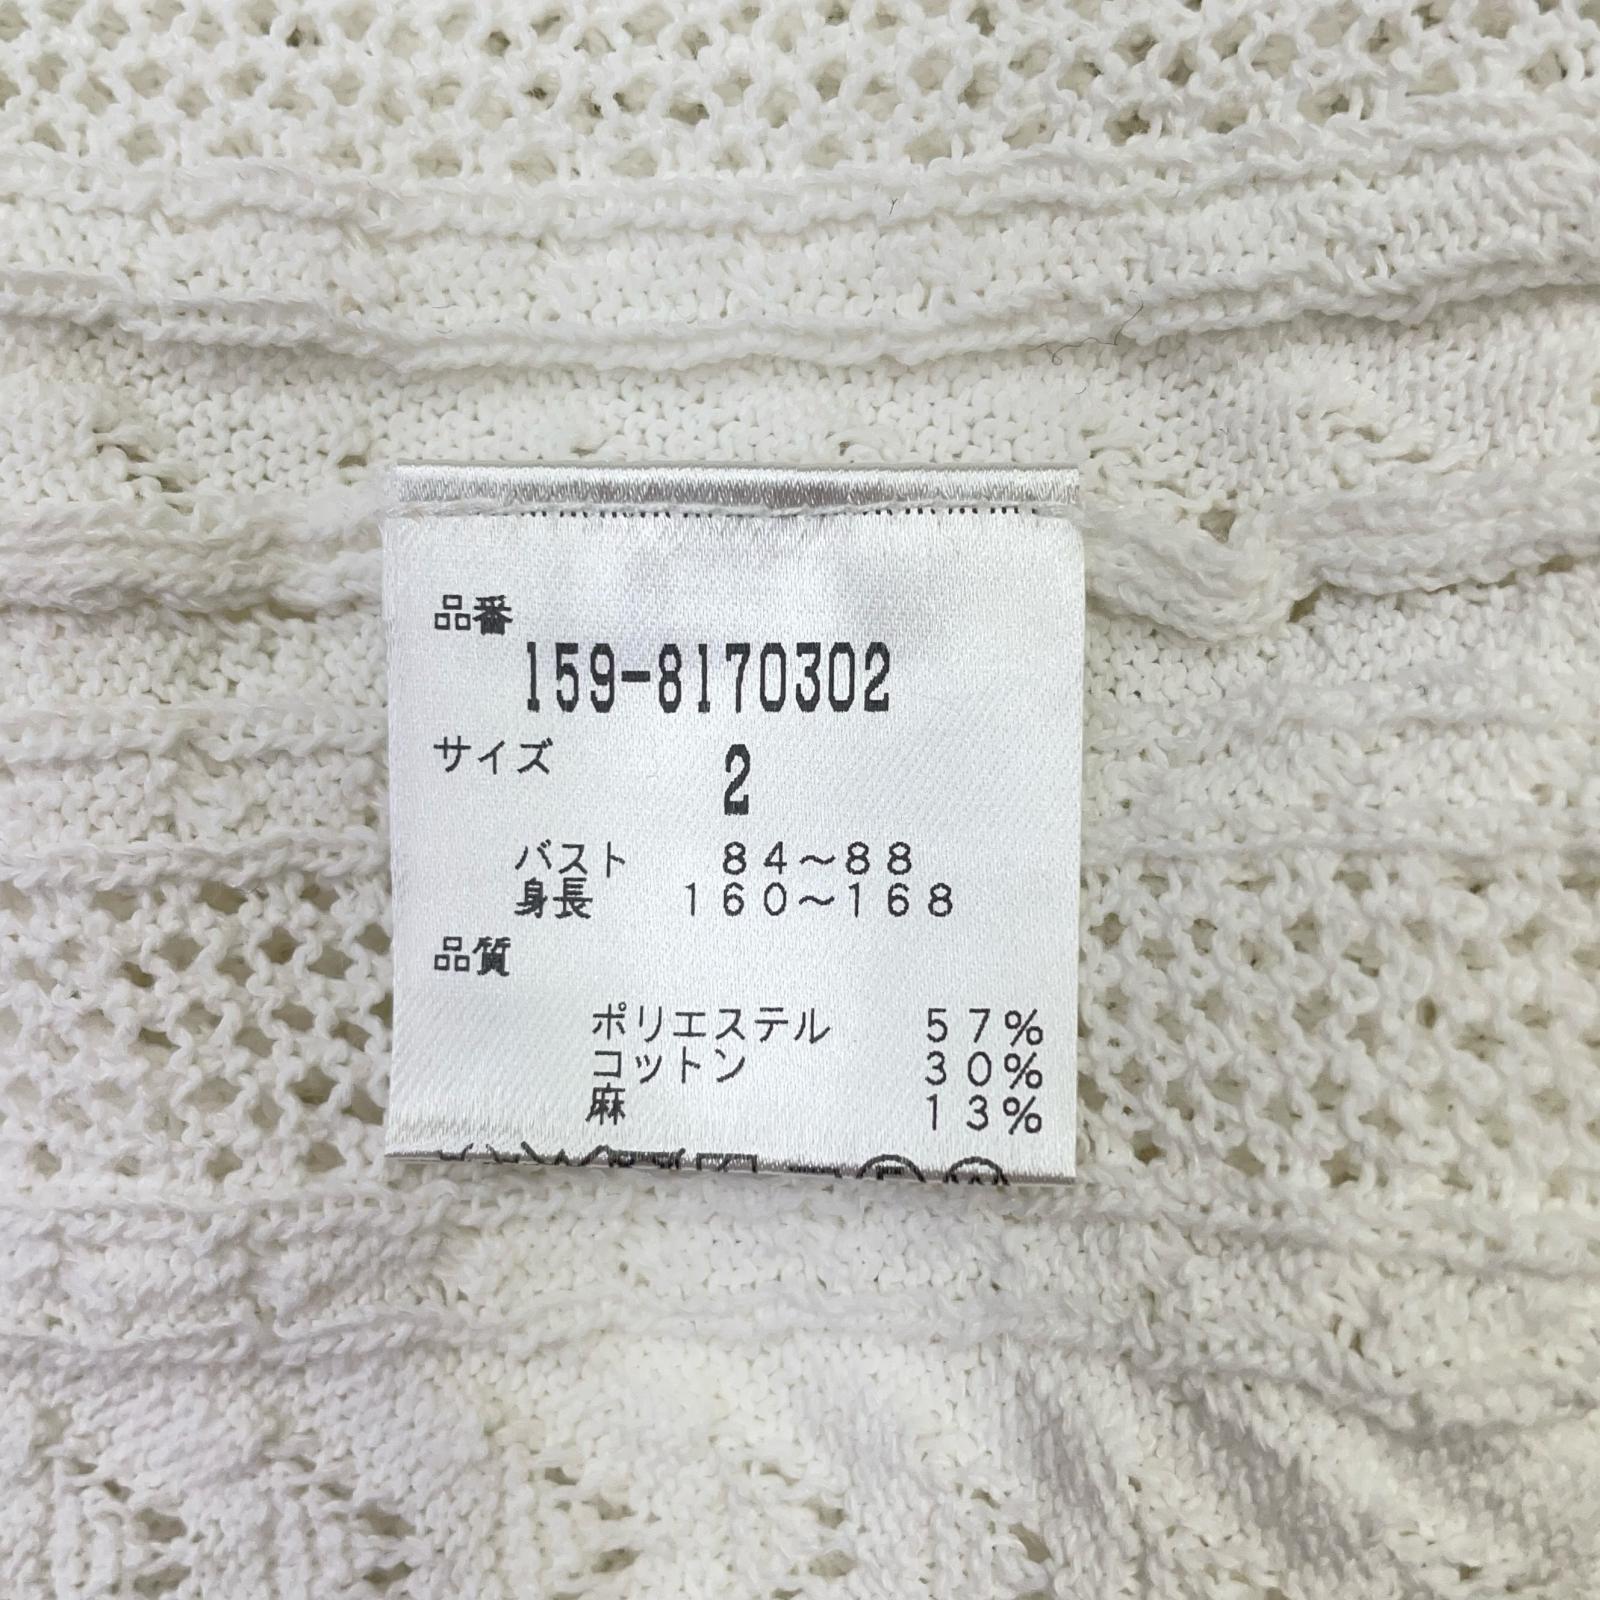 品番
159-8170302
サイズ 2
バスト 84〜88
身長 160〜168
品質
ポリエステル 57%
コットン 30%
麻 13%